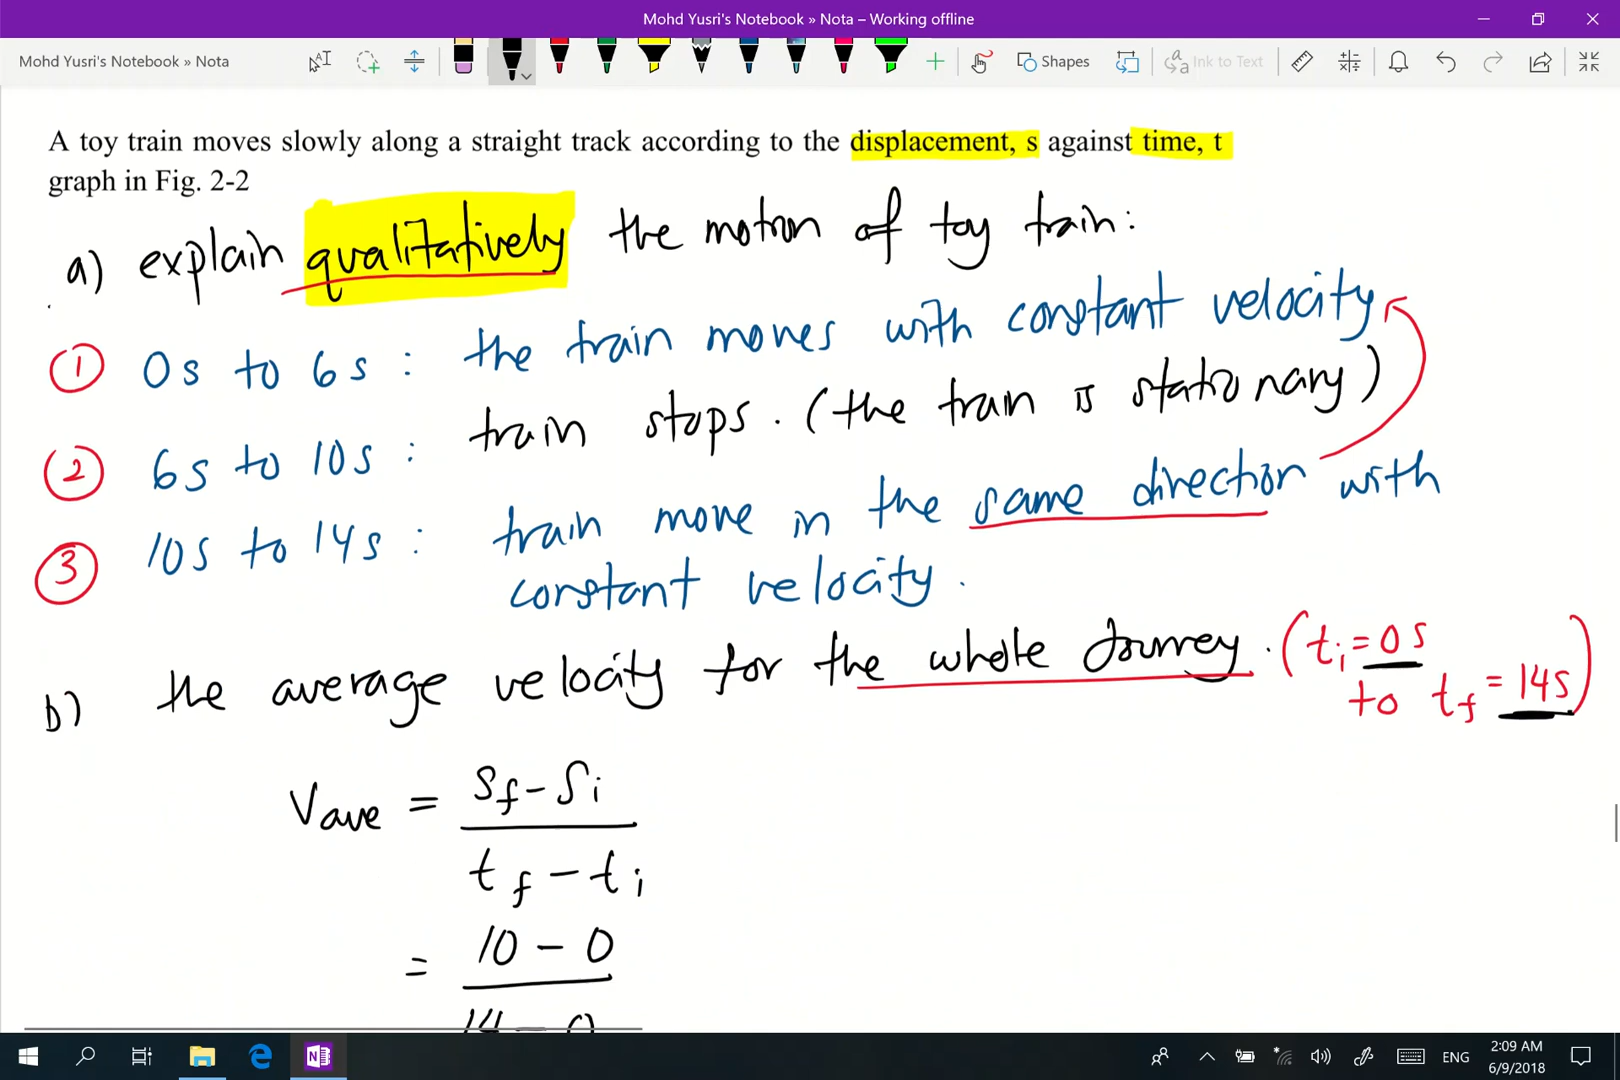 Mohd Yusri's Notebook » Nota – Working offline
Mohd Yusri's Notebook » Nota
Shapes
Ink to Text
A toy train moves slowly along a straight track according to the displacement, s against time, t
graph in Fig. 2-2
a) explain qualitatively the motion of toy train:
① 0s to 6s : the train moves with constant velocity
② 6s to 10s : train stops. (the train is stationary)
③ 10s to 14s : train move in the same direction with
constant velocity.
b) the average velocity for the whole Journey. (ti = 0s
to tf = 14s)
Vave = sf - si
tf - ti
= 10 - 0
14 - 0
ENG
2:09 AM
6/9/2018